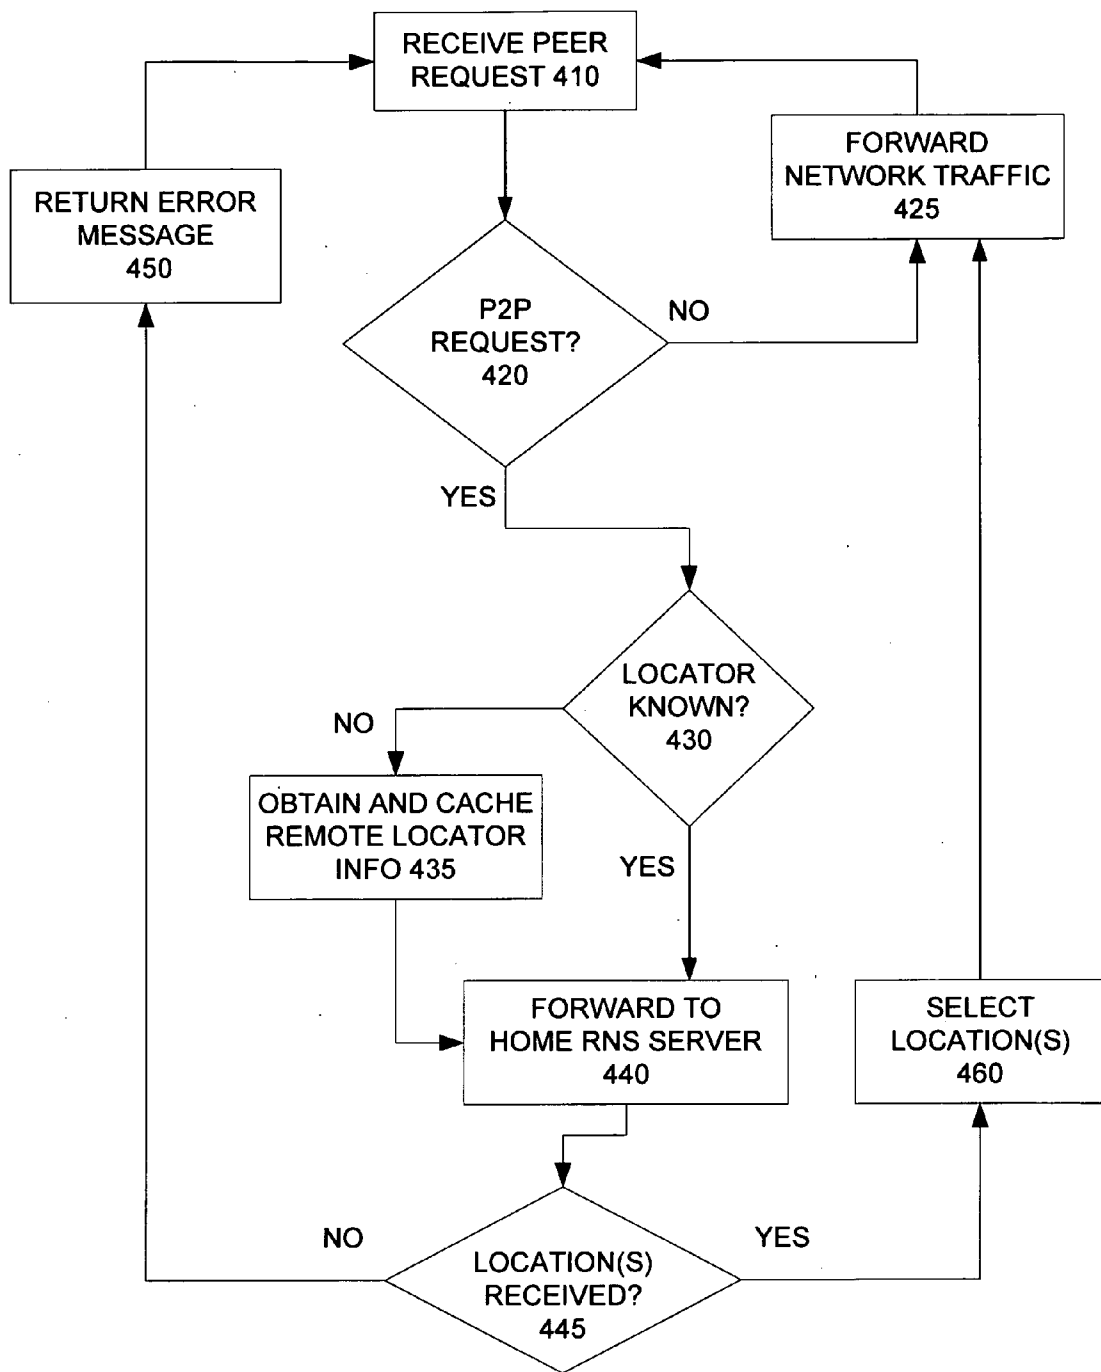 RECEIVE PEER
REQUEST 410
FORWARD
NETWORK TRAFFIC
425
RETURN ERROR
MESSAGE
450
P2P
REQUEST?
420
NO
YES
LOCATOR
KNOWN?
430
NO
OBTAIN AND CACHE
REMOTE LOCATOR
INFO 435
YES
FORWARD TO
HOME RNS SERVER
440
SELECT
LOCATION(S)
460
NO
YES
LOCATION(S)
RECEIVED?
445